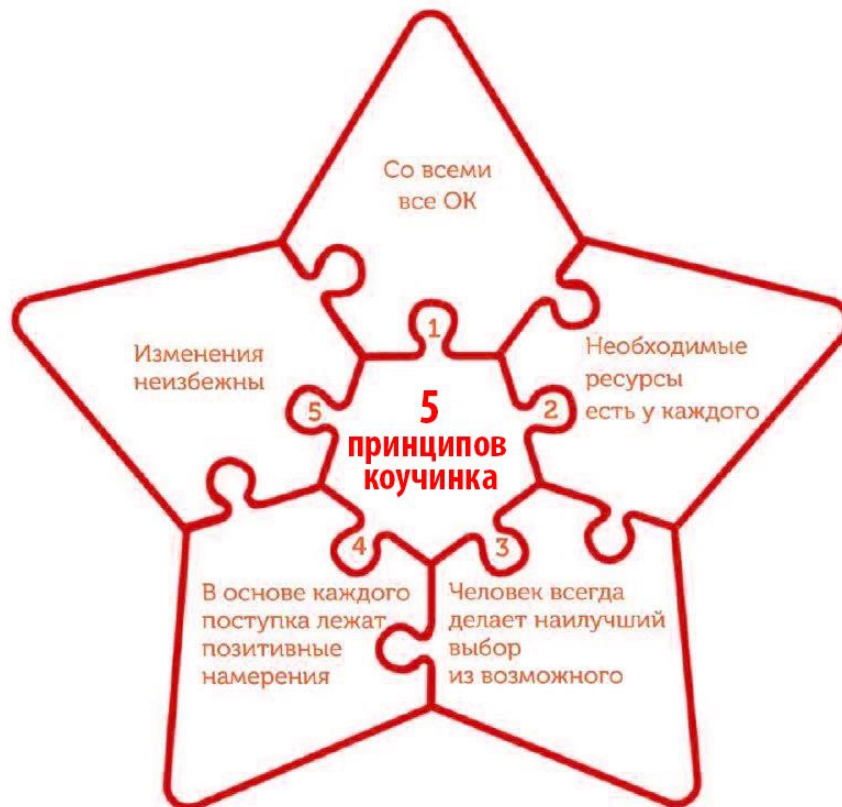 5
принципов
коучинка
1
Со всеми
все ОК
2
Необходимые
ресурсы
есть у каждого
3
Человек всегда
делает наилучший
выбор
из возможного
4
В основе каждого
поступка лежат
позитивные
намерения
5
Изменения
неизбежны